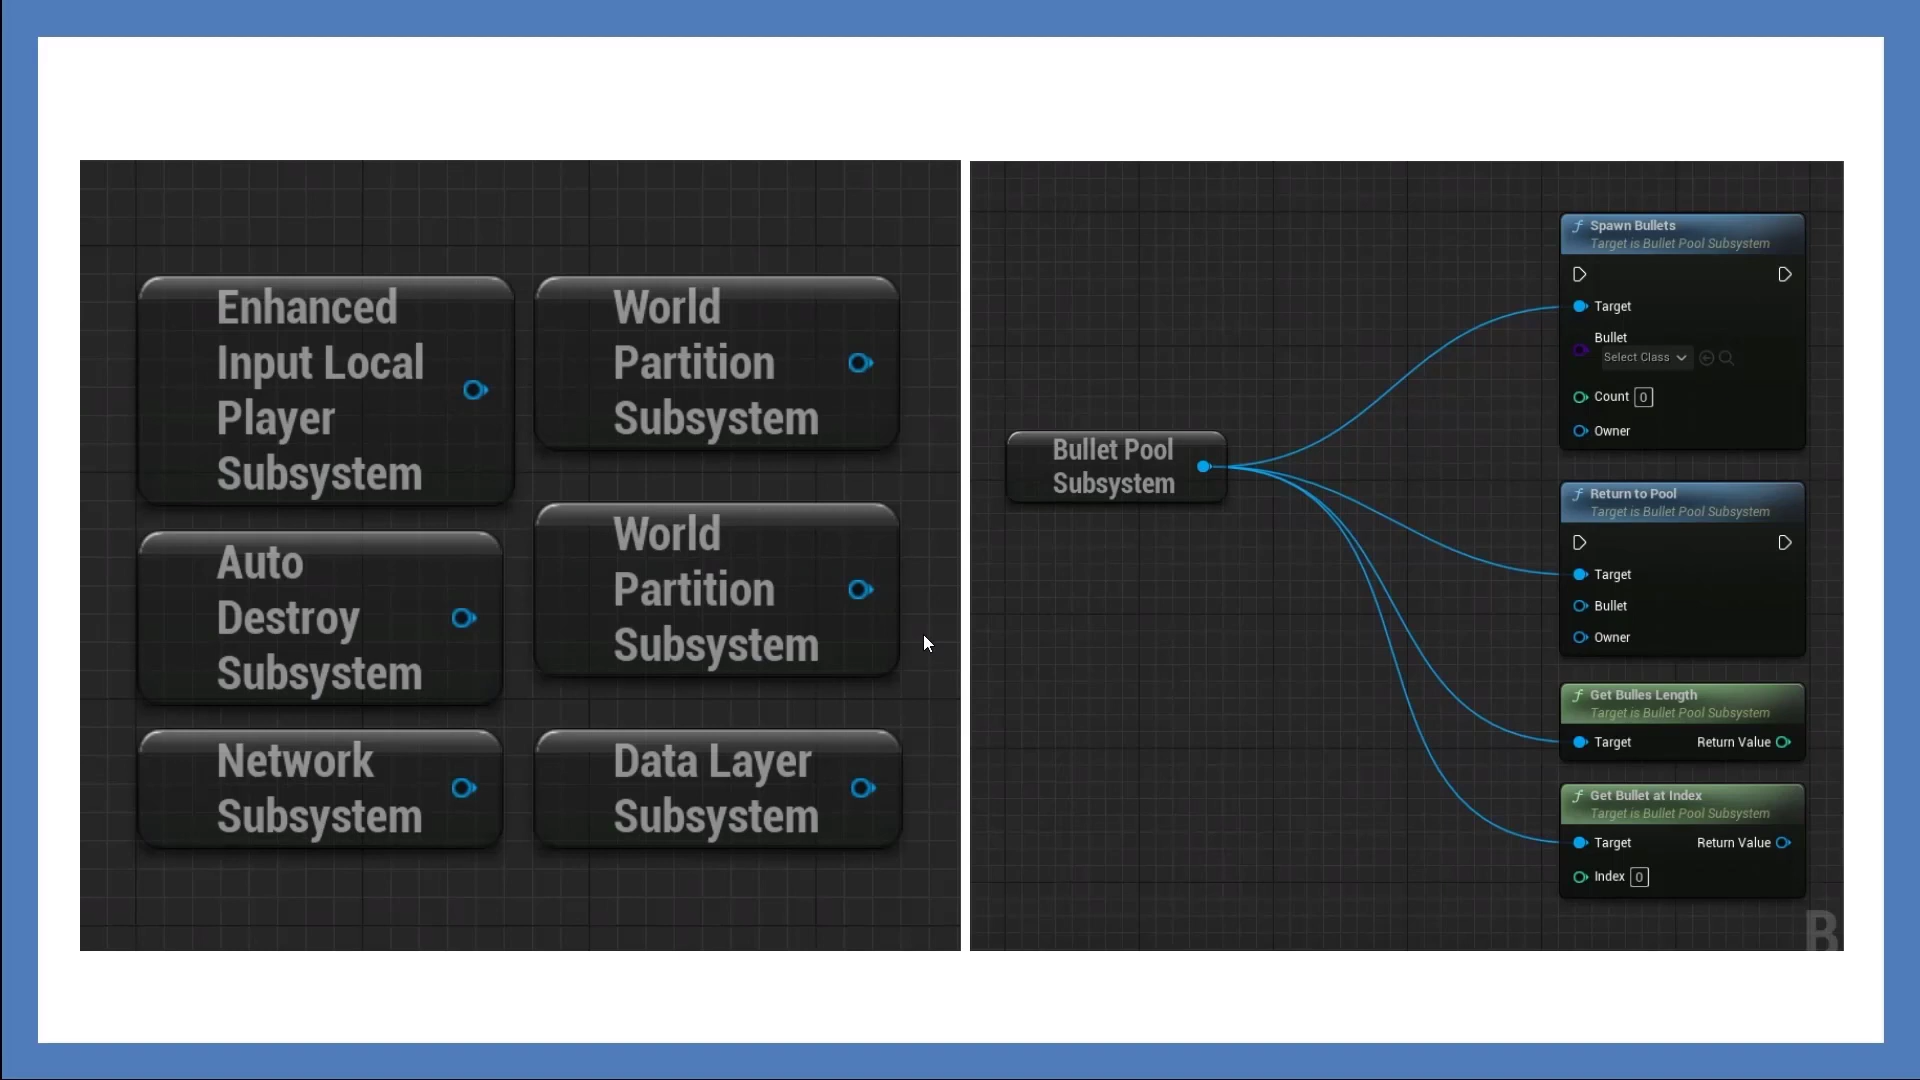 Enhanced
Input Local
Player
Subsystem
World
Partition
Subsystem
Auto
Destroy
Subsystem
World
Partition
Subsystem
Network
Subsystem
Data Layer
Subsystem
Bullet Pool
Subsystem
f Spawn Bullets
Target is Bullet Pool Subsystem
Target
Bullet
Select Class
Count 0
Owner
f Return to Pool
Target is Bullet Pool Subsystem
Target
Bullet
Owner
f Get Bulles Length
Target is Bullet Pool Subsystem
Target Return Value
f Get Bullet at Index
Target is Bullet Pool Subsystem
Target Return Value
Index 0
B